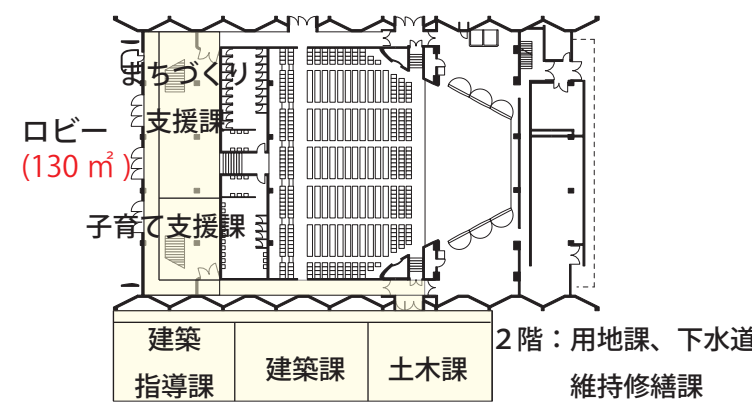 まちづくり
支援課
ロビー
(130 ㎡ )
子育て支援課
建築
指導課
建築課
土木課
2階：用地課、下水道
維持修繕課